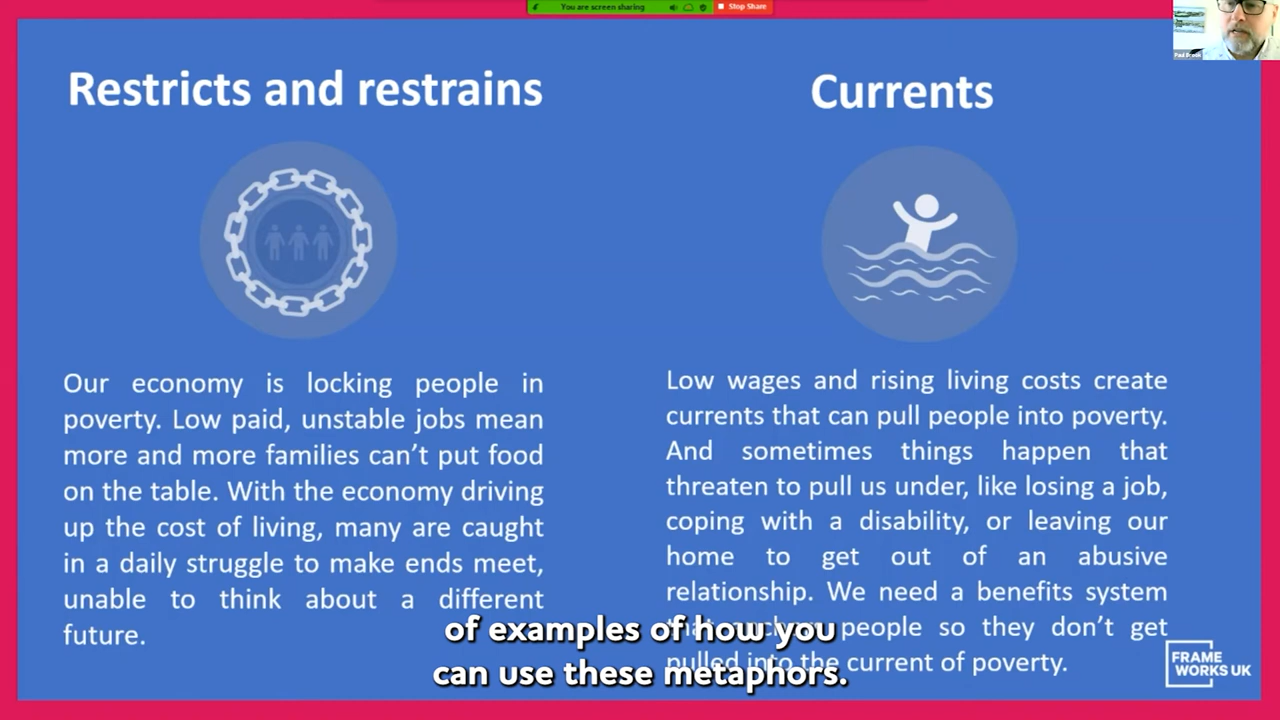 You are screen sharing
Stop Share
Restricts and restrains
Our economy is locking people in
poverty. Low paid, unstable jobs mean
more and more families can’t put food
on the table. With the economy driving
up the cost of living, many are caught
in a daily struggle to make ends meet,
unable to think about a different
future.
Currents
Low wages and rising living costs create
currents that can pull people into poverty.
And sometimes things happen that
threaten to pull us under, like losing a job,
coping with a disability, or leaving our
home to get out of an abusive
relationship. We need a benefits system
people so they don’t get
pulled into the current of poverty.
of examples of how you
can use these metaphors.
FRAME
WORKS UK